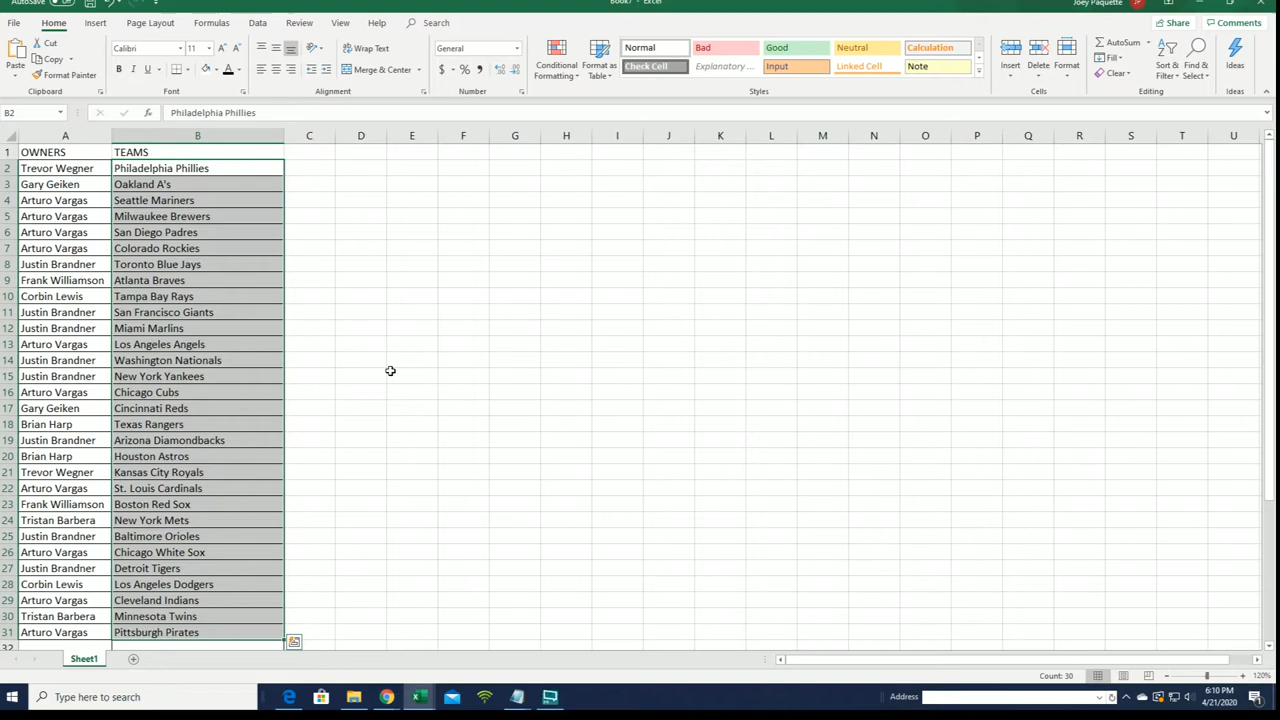 AutoSave Off Book7 - Excel Joey Paquette JP
File Home Insert Page Layout Formulas Data Review View Help Search Share Comments
Paste Cut Copy Format Painter Clipboard
Calibri 11 A A B I U A Font
Wrap Text Merge & Center Alignment
General $ % , Number
Conditional Formatting Format as Table
Normal Bad Good Neutral Calculation
Check Cell Explanatory ... Input Linked Cell Note
Styles
Insert Delete Format Cells
AutoSum Fill Clear Sort & Filter Find & Select Editing
Ideas Ideas
B2 fx Philadelphia Phillies
A B C D E F G H I J K L M N O P Q R S T U
1 OWNERS TEAMS
2 Trevor Wegner Philadelphia Phillies
3 Gary Geiken Oakland A's
4 Arturo Vargas Seattle Mariners
5 Arturo Vargas Milwaukee Brewers
6 Arturo Vargas San Diego Padres
7 Arturo Vargas Colorado Rockies
8 Justin Brandner Toronto Blue Jays
9 Frank Williamson Atlanta Braves
10 Corbin Lewis Tampa Bay Rays
11 Justin Brandner San Francisco Giants
12 Justin Brandner Miami Marlins
13 Arturo Vargas Los Angeles Angels
14 Justin Brandner Washington Nationals
15 Justin Brandner New York Yankees
16 Arturo Vargas Chicago Cubs
17 Gary Geiken Cincinnati Reds
18 Brian Harp Texas Rangers
19 Justin Brandner Arizona Diamondbacks
20 Brian Harp Houston Astros
21 Trevor Wegner Kansas City Royals
22 Arturo Vargas St. Louis Cardinals
23 Frank Williamson Boston Red Sox
24 Tristan Barbera New York Mets
25 Justin Brandner Baltimore Orioles
26 Arturo Vargas Chicago White Sox
27 Justin Brandner Detroit Tigers
28 Corbin Lewis Los Angeles Dodgers
29 Arturo Vargas Cleveland Indians
30 Tristan Barbera Minnesota Twins
31 Arturo Vargas Pittsburgh Pirates
32
Sheet1
Count: 30 120%
Type here to search Address 6:10 PM
4/21/2020